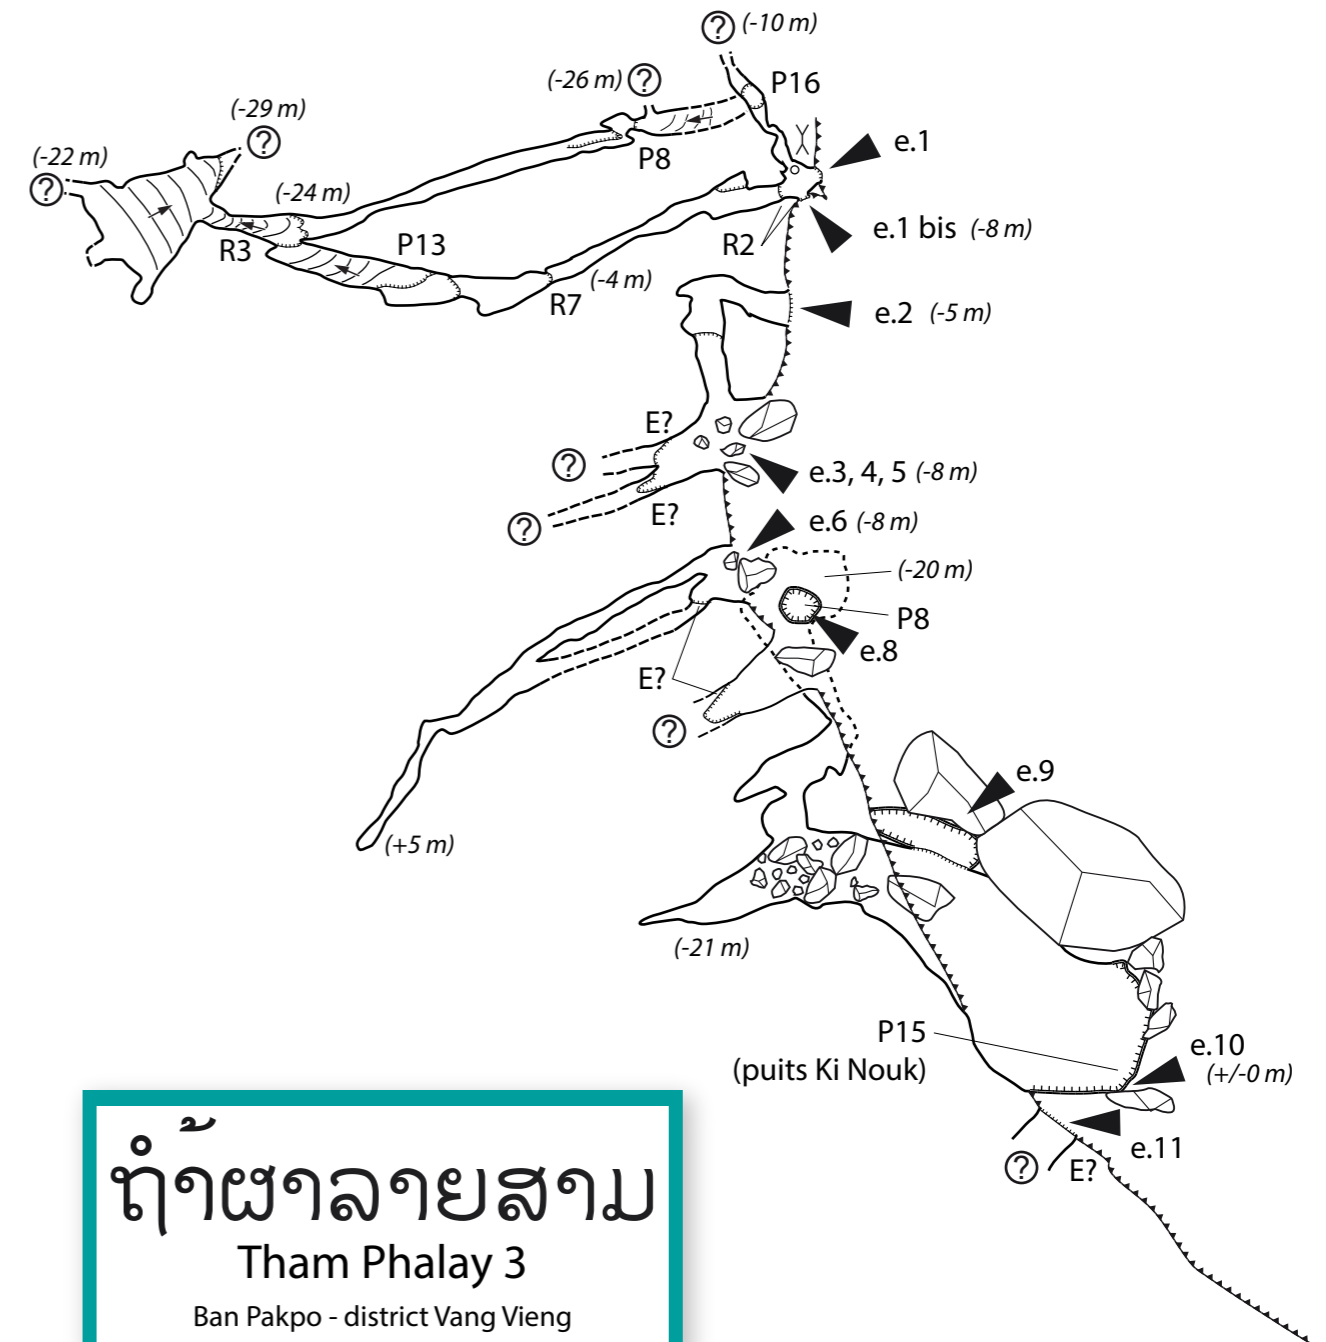 ? (-10 m)
(-26 m) ?
P16
(-29 m)
?
(-22 m)
?
P8
e.1
(-24 m)
R3
P13
R2
e.1 bis (-8 m)
(-4 m)
R7
e.2 (-5 m)
E?
?
e.3, 4, 5 (-8 m)
E?
?
e.6 (-8 m)
(-20 m)
P8
e.8
E?
?
e.9
(+5 m)
(-21 m)
P15
(puits Ki Nouk)
e.10
(+/-0 m)
e.11
?
E?
ຖ້ຳຜາລາຍສາມ
Tham Phalay 3
Ban Pakpo - district Vang Vieng